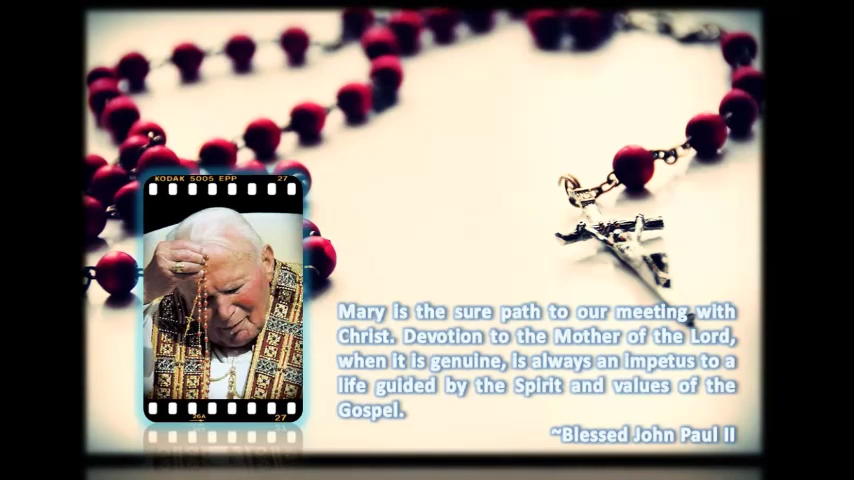 KODAK 5005 EPP 27
Mary is the sure path to our meeting with
Christ. Devotion to the Mother of the Lord,
when it is genuine, is always an impetus to a
life guided by the Spirit and values of the
Gospel.
~Blessed John Paul II
26A 27